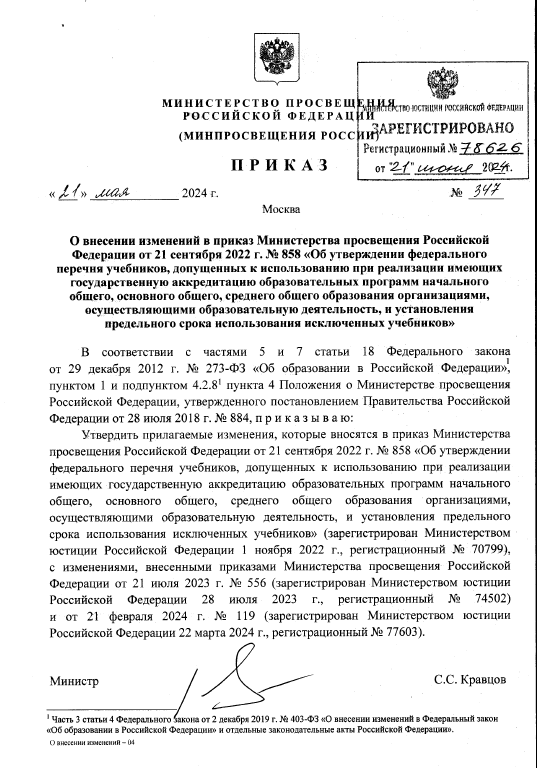 МИНИСТЕРСТВО ПРОСВЕЩЕНИЯ
РОССИЙСКОЙ ФЕДЕРАЦИИ
(МИНПРОСВЕЩЕНИЯ РОССИИ)
ПРИКАЗ
МИНИСТЕРСТВО ЮСТИЦИИ РОССИЙСКОЙ ФЕДЕРАЦИИ
ЗАРЕГИСТРИРОВАНО
Регистрационный № 78626
от "21" июня 2024г.
« 21 » мая 2024 г.
№ 347
Москва
О внесении изменений в приказ Министерства просвещения Российской
Федерации от 21 сентября 2022 г. № 858 «Об утверждении федерального
перечня учебников, допущенных к использованию при реализации имеющих
государственную аккредитацию образовательных программ начального
общего, основного общего, среднего общего образования организациями,
осуществляющими образовательную деятельность, и установления
предельного срока использования исключенных учебников»
В соответствии с частями 5 и 7 статьи 18 Федерального закона
от 29 декабря 2012 г. № 273-ФЗ «Об образовании в Российской Федерации»¹,
пунктом 1 и подпунктом 4.2.8¹ пункта 4 Положения о Министерстве просвещения
Российской Федерации, утвержденного постановлением Правительства Российской
Федерации от 28 июля 2018 г. № 884, п р и к а з ы в а ю:
Утвердить прилагаемые изменения, которые вносятся в приказ Министерства
просвещения Российской Федерации от 21 сентября 2022 г. № 858 «Об утверждении
федерального перечня учебников, допущенных к использованию при реализации
имеющих государственную аккредитацию образовательных программ начального
общего, основного общего, среднего общего образования организациями,
осуществляющими образовательную деятельность, и установления предельного
срока использования исключенных учебников» (зарегистрирован Министерством
юстиции Российской Федерации 1 ноября 2022 г., регистрационный № 70799),
с изменениями, внесенными приказами Министерства просвещения Российской
Федерации от 21 июля 2023 г. № 556 (зарегистрирован Министерством юстиции
Российской Федерации 28 июля 2023 г., регистрационный № 74502)
и от 21 февраля 2024 г. № 119 (зарегистрирован Министерством юстиции
Российской Федерации 22 марта 2024 г., регистрационный № 77603).
Министр
С.С. Кравцов
¹ Часть 3 статьи 4 Федерального закона от 2 декабря 2019 г. № 403-ФЗ «О внесении изменений в Федеральный закон
«Об образовании в Российской Федерации» и отдельные законодательные акты Российской Федерации».
О внесении изменений – 04